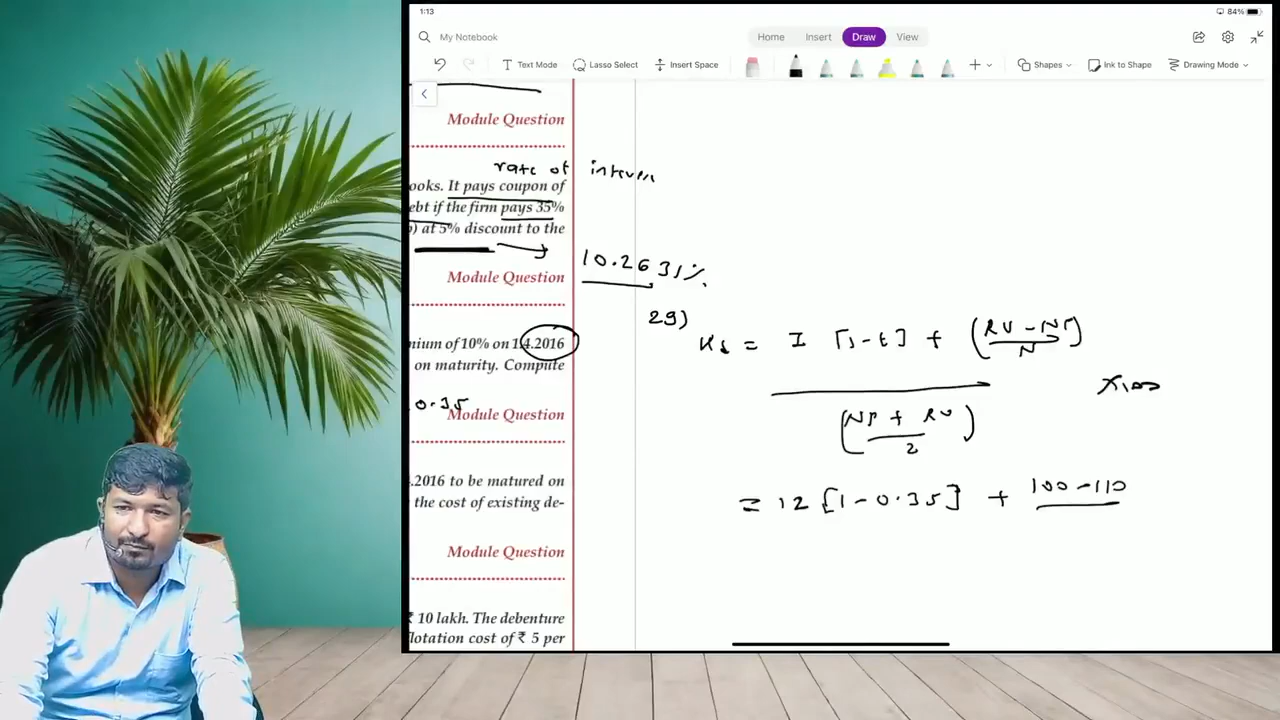 1:13
84%
My Notebook
Home Insert Draw View
Text Mode Lasso Select Insert Space Shapes Ink to Shape Drawing Mode
Module Question
rate of
ooks. It pays coupon of
ebt if the firm pays 35%
) at 5% discount to the
10.2631%
Module Question
29)
nium of 10% on 1.4.2016
on maturity. Compute
0.35
Module Question
Kd = I [1-t] + (RV-NP/N)
(NP + RV/2)
x100
= 12 [1-0.35] + 100-110
.2016 to be matured on
the cost of existing de-
Module Question
₹ 10 lakh. The debenture
lotation cost of ₹ 5 per